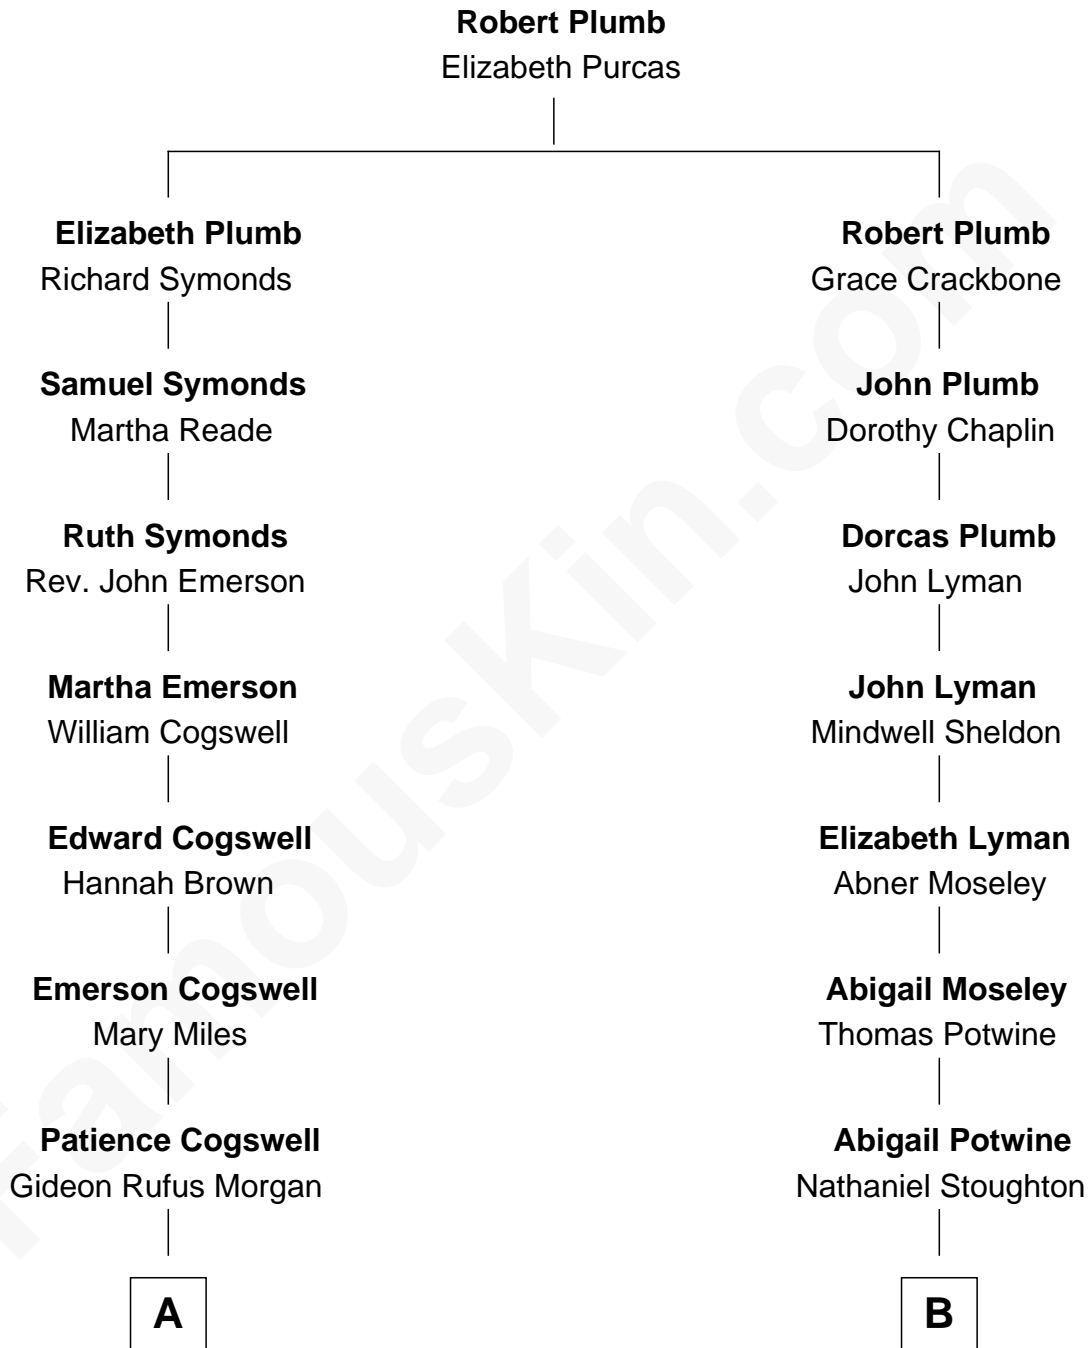 Robert Plumb
Elizabeth Purcas
Elizabeth Plumb
Richard Symonds
Robert Plumb
Grace Crackbone
Samuel Symonds
Martha Reade
John Plumb
Dorothy Chaplin
Ruth Symonds
Rev. John Emerson
Dorcas Plumb
John Lyman
Martha Emerson
William Cogswell
John Lyman
Mindwell Sheldon
Edward Cogswell
Hannah Brown
Elizabeth Lyman
Abner Moseley
Emerson Cogswell
Mary Miles
Abigail Moseley
Thomas Potwine
Patience Cogswell
Gideon Rufus Morgan
Abigail Potwine
Nathaniel Stoughton
A
B
FamousKin.com